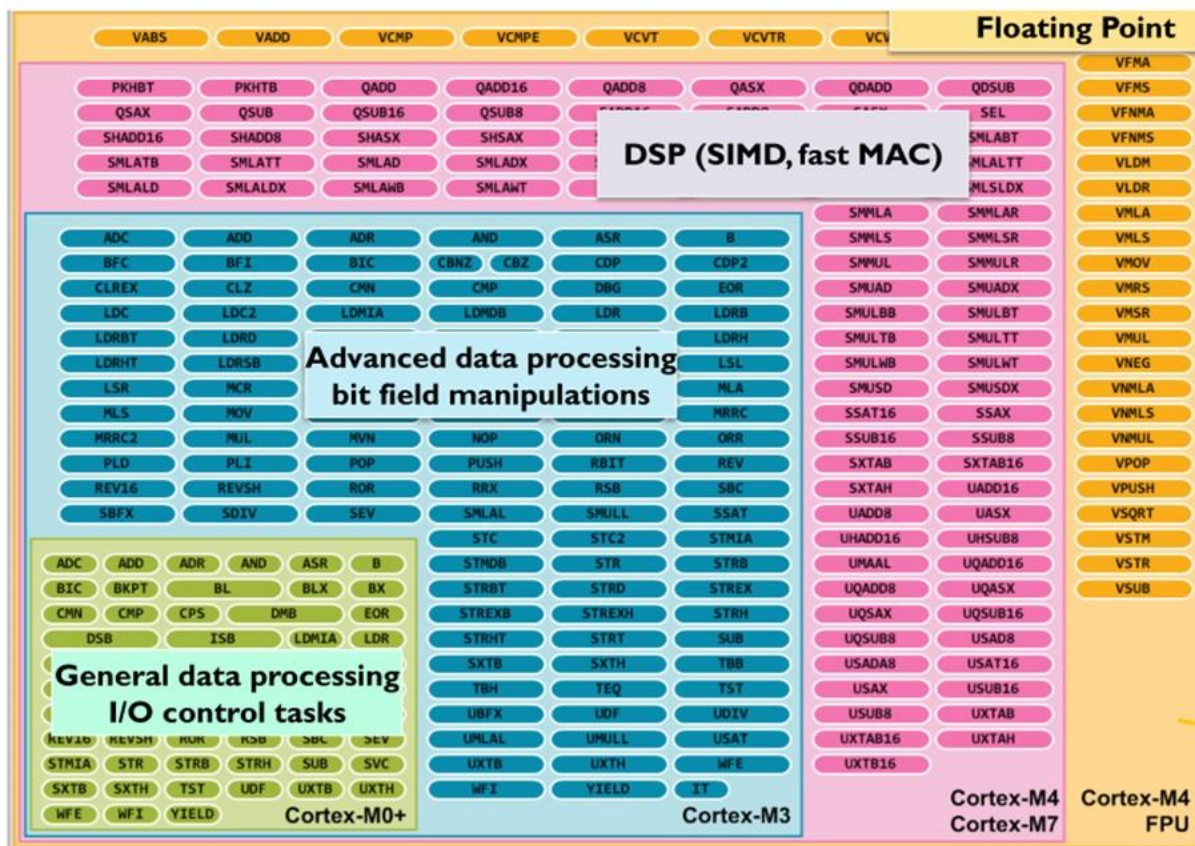 VABS VADD VCMP VCMPE VCVT VCVTR Floating Point
VFMA
PKHBT PKHTB QADD QADD16 QADD8 QASX QDADD QDSUB VFMS
QSAX QSUB QSUB16 QSUB8 SEL VFNMA
SHADD16 SHADD8 SHASX SHSAX SMLABT VFNMS
DSP (SIMD, fast MAC)
SMLATB SMLATT SMLAD SMLADX SMLALTT VLDM
SMLALD SMLALDX SMLAWB SMLAWT SMLSLDX VLDR
SMMLA SMMLAR VMLA
ADC ADD ADR AND ASR B SMMLS SMMLSR VMLS
BFC BFI BIC CBNZ CBZ CDP CDP2 SMMUL SMMULR VMOV
CLREX CLZ CMN CMP DBG EOR SMUAD SMUADX VMRS
LDC LDC2 LDMIA LDMDB LDR LDRB SMULBB SMULBT VMSR
LDRBT LDRD LDRH SMULTB SMULTT VMUL
Advanced data processing
LDRHT LDRSB LSL SMULWB SMULWT VNEG
bit field manipulations
LSR MCR MLA SMUSD SMUSDX VNMLA
MLS MOV MRRC SSAT16 SSAX VNMLS
MRRC2 MUL MVN NOP ORN ORR SSUB16 SSUB8 VNMUL
PLD PLI POP PUSH RBIT REV SXTAB SXTAB16 VPOP
REV16 REVSH ROR RRX RSB SBC SXTAH UADD16 VPUSH
SBFX SDIV SEV SMLAL SMULL SSAT UADD8 UASX VSQRT
STC STC2 STMIA UHADD16 UHSUB8 VSTM
ADC ADD ADR AND ASR B STMDB STR STRB UMAAL UQADD16 VSTR
BIC BKPT BL BLX BX STRBT STRD STREX UQADD8 UQASX VSUB
CMN CMP CPS DMB EOR STREXB STREXH STRH UQSAX UQSUB16
DSB ISB LDMIA LDR STRHT STRT SUB UQSUB8 USAD8
General data processing SXTB SXTH TBB USADA8 USAT16
TBH TEQ TST USAX USUB16
I/O control tasks UBFX UDF UDIV USUB8 UXTAB
REV16 REVSH ROR RSB SBC SEV UMLAL UMULL USAT UXTAB16 UXTAH
STMIA STR STRB STRH SUB SVC UXTB UXTH WFE UXTB16
SXTB SXTH TST UDF UXTB UXTH WFI YIELD IT
WFE WFI YIELD Cortex-M0+ Cortex-M3 Cortex-M4 Cortex-M4
Cortex-M7 FPU